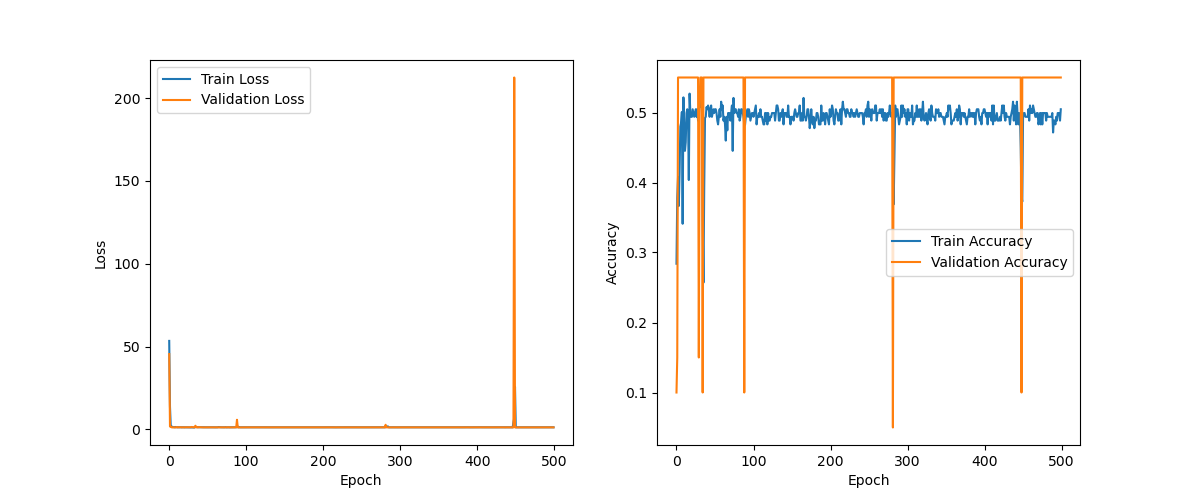 Train Loss
Validation Loss
200
150
100
50
0
Loss
0 100 200 300 400 500
Epoch
0.5
0.4
0.3
0.2
0.1
Accuracy
Train Accuracy
Validation Accuracy
0 100 200 300 400 500
Epoch